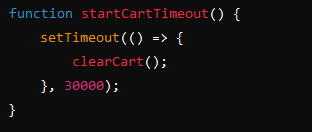 function startCartTimeout() {
    setTimeout(() => {
        clearCart();
    }, 30000);
}